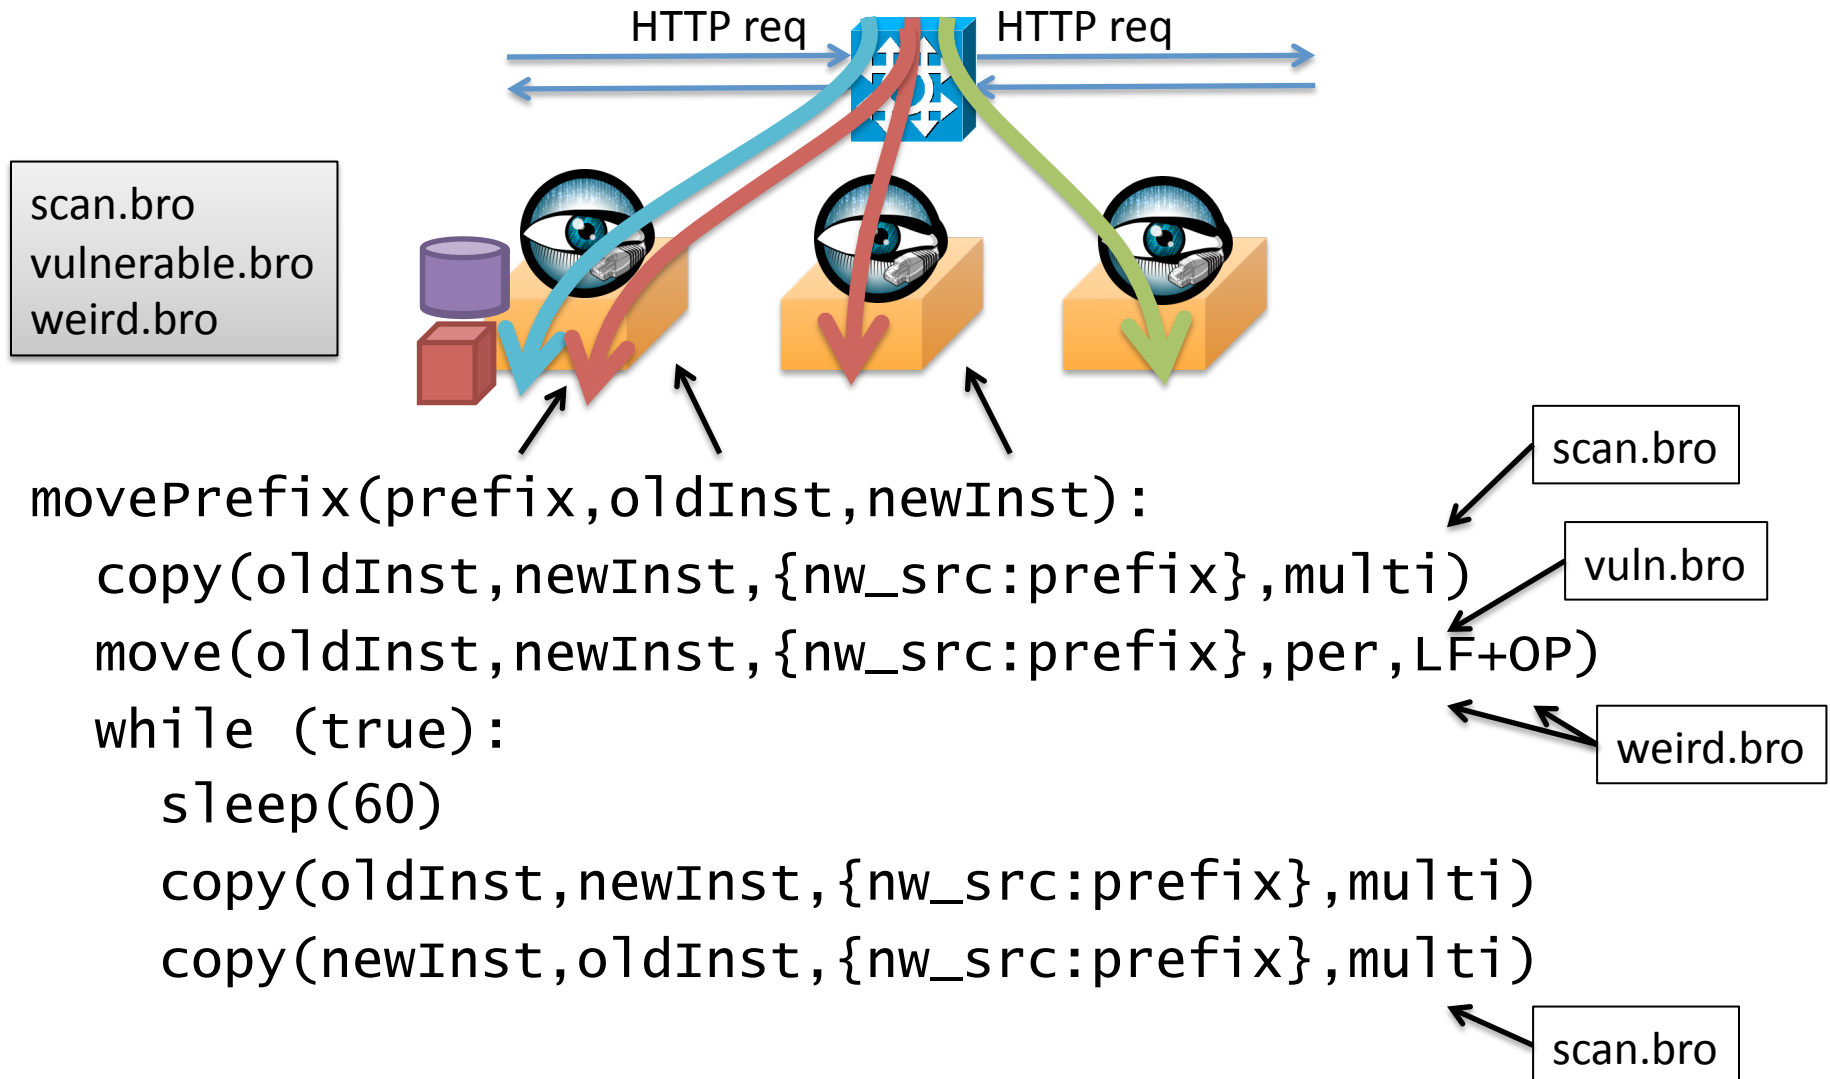 HTTP req
HTTP req
scan.bro
vulnerable.bro
weird.bro
scan.bro
movePrefix(prefix,oldInst,newInst):
vuln.bro
copy(oldInst,newInst,{nw_src:prefix},multi)
move(oldInst,newInst,{nw_src:prefix},per,LF+OP)
while (true):
weird.bro
sleep(60)
copy(oldInst,newInst,{nw_src:prefix},multi)
copy(newInst,oldInst,{nw_src:prefix},multi)
scan.bro